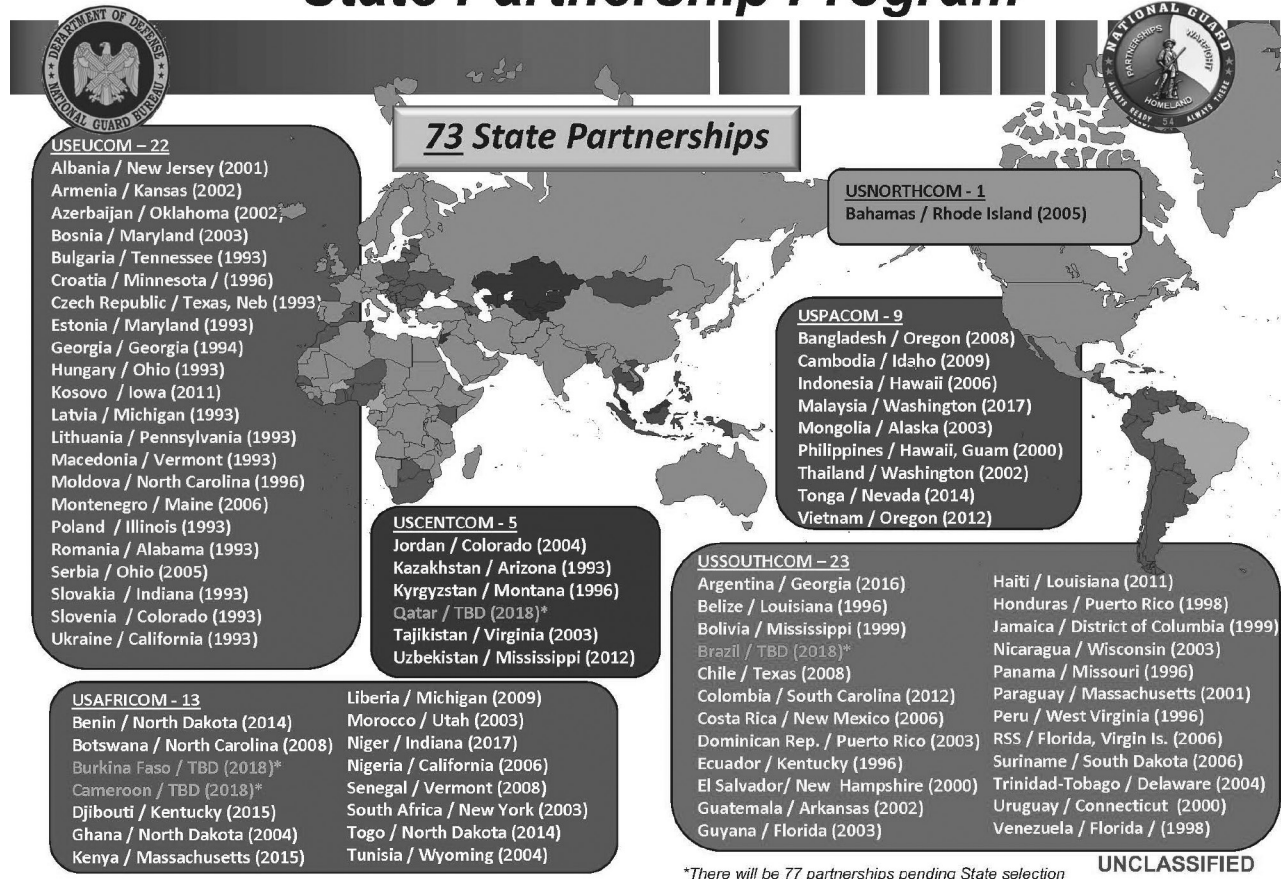 State Partnership Program
DEPARTMENT OF DEFENSE
NATIONAL GUARD BUREAU
NATIONAL GUARD
PARTNERSHIPS
WARFIGHT
HOMELAND
ALWAYS READY 54 ALWAYS THERE
73 State Partnerships
USEUCOM – 22
Albania / New Jersey (2001)
Armenia / Kansas (2002)
Azerbaijan / Oklahoma (2002)
Bosnia / Maryland (2003)
Bulgaria / Tennessee (1993)
Croatia / Minnesota / (1996)
Czech Republic / Texas, Neb (1993)
Estonia / Maryland (1993)
Georgia / Georgia (1994)
Hungary / Ohio (1993)
Kosovo / Iowa (2011)
Latvia / Michigan (1993)
Lithuania / Pennsylvania (1993)
Macedonia / Vermont (1993)
Moldova / North Carolina (1996)
Montenegro / Maine (2006)
Poland / Illinois (1993)
Romania / Alabama (1993)
Serbia / Ohio (2005)
Slovakia / Indiana (1993)
Slovenia / Colorado (1993)
Ukraine / California (1993)
USNORTHCOM - 1
Bahamas / Rhode Island (2005)
USPACOM - 9
Bangladesh / Oregon (2008)
Cambodia / Idaho (2009)
Indonesia / Hawaii (2006)
Malaysia / Washington (2017)
Mongolia / Alaska (2003)
Philippines / Hawaii, Guam (2000)
Thailand / Washington (2002)
Tonga / Nevada (2014)
Vietnam / Oregon (2012)
USCENTCOM - 5
Jordan / Colorado (2004)
Kazakhstan / Arizona (1993)
Kyrgyzstan / Montana (1996)
Qatar / TBD (2018)*
Tajikistan / Virginia (2003)
Uzbekistan / Mississippi (2012)
USAFRICOM - 13
Benin / North Dakota (2014)
Botswana / North Carolina (2008)
Burkina Faso / TBD (2018)*
Cameroon / TBD (2018)*
Djibouti / Kentucky (2015)
Ghana / North Dakota (2004)
Kenya / Massachusetts (2015)
Liberia / Michigan (2009)
Morocco / Utah (2003)
Niger / Indiana (2017)
Nigeria / California (2006)
Senegal / Vermont (2008)
South Africa / New York (2003)
Togo / North Dakota (2014)
Tunisia / Wyoming (2004)
USSOUTHCOM – 23
Argentina / Georgia (2016)
Belize / Louisiana (1996)
Bolivia / Mississippi (1999)
Brazil / TBD (2018)*
Chile / Texas (2008)
Colombia / South Carolina (2012)
Costa Rica / New Mexico (2006)
Dominican Rep. / Puerto Rico (2003)
Ecuador / Kentucky (1996)
El Salvador/ New Hampshire (2000)
Guatemala / Arkansas (2002)
Guyana / Florida (2003)
Haiti / Louisiana (2011)
Honduras / Puerto Rico (1998)
Jamaica / District of Columbia (1999)
Nicaragua / Wisconsin (2003)
Panama / Missouri (1996)
Paraguay / Massachusetts (2001)
Peru / West Virginia (1996)
RSS / Florida, Virgin Is. (2006)
Suriname / South Dakota (2006)
Trinidad-Tobago / Delaware (2004)
Uruguay / Connecticut (2000)
Venezuela / Florida / (1998)
*There will be 77 partnerships pending State selection
UNCLASSIFIED